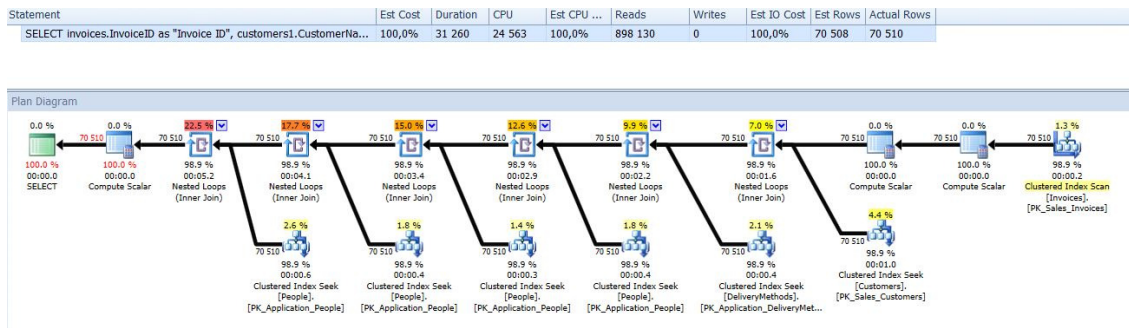 Statement Est Cost Duration CPU Est CPU ... Reads Writes Est IO Cost Est Rows Actual Rows
SELECT invoices.InvoiceID as "Invoice ID", customers1.CustomerNa... 100,0% 31 260 24 563 100,0% 898 130 0 100,0% 70 508 70 510
Plan Diagram
0.0 % 0.0 % 22.5 % 17.7 % 15.0 % 12.6 % 9.9 % 7.0 % 0.0 % 0.0 % 1.3 %
70 510 70 510 70 510 70 510 70 510 70 510 70 510 70 510 70 510 70 510
100.0 % 100.0 % 98.9 % 98.9 % 98.9 % 98.9 % 98.9 % 98.9 % 100.0 % 100.0 % 98.9 %
00:00.0 00:00.0 00:05.2 00:04.1 00:03.4 00:02.9 00:02.2 00:01.6 00:00.0 00:00.0 00:00.2
SELECT Compute Scalar Nested Loops Nested Loops Nested Loops Nested Loops Nested Loops Nested Loops Compute Scalar Compute Scalar Clustered Index Scan
(Inner Join) (Inner Join) (Inner Join) (Inner Join) (Inner Join) (Inner Join) [Invoices].
[PK_Sales_Invoices]
2.6 % 1.8 % 1.4 % 1.8 % 2.1 % 4.4 %
70 510 70 510 70 510 70 510 70 510 70 510
98.9 % 98.9 % 98.9 % 98.9 % 98.9 % 98.9 %
00:00.6 00:00.4 00:00.3 00:00.4 00:00.4 00:01.0
Clustered Index Seek Clustered Index Seek Clustered Index Seek Clustered Index Seek Clustered Index Seek Clustered Index Seek
[People]. [People]. [People]. [People]. [DeliveryMethods]. [Customers].
[PK_Application_People] [PK_Application_People] [PK_Application_People] [PK_Application_People] [PK_Application_DeliveryMet... [PK_Sales_Customers]